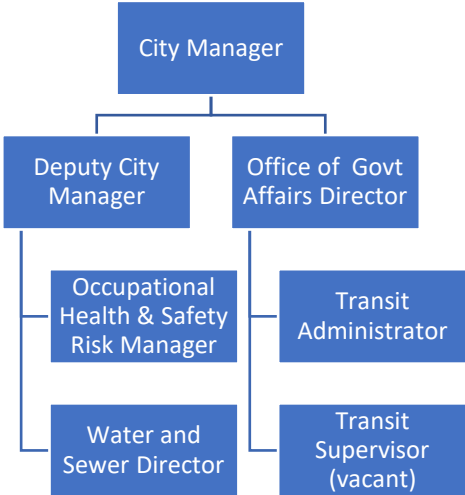 City Manager
Deputy City
Manager
Office of Govt
Affairs Director
Occupational
Health & Safety
Risk Manager
Transit
Administrator
Water and
Sewer Director
Transit
Supervisor
(vacant)